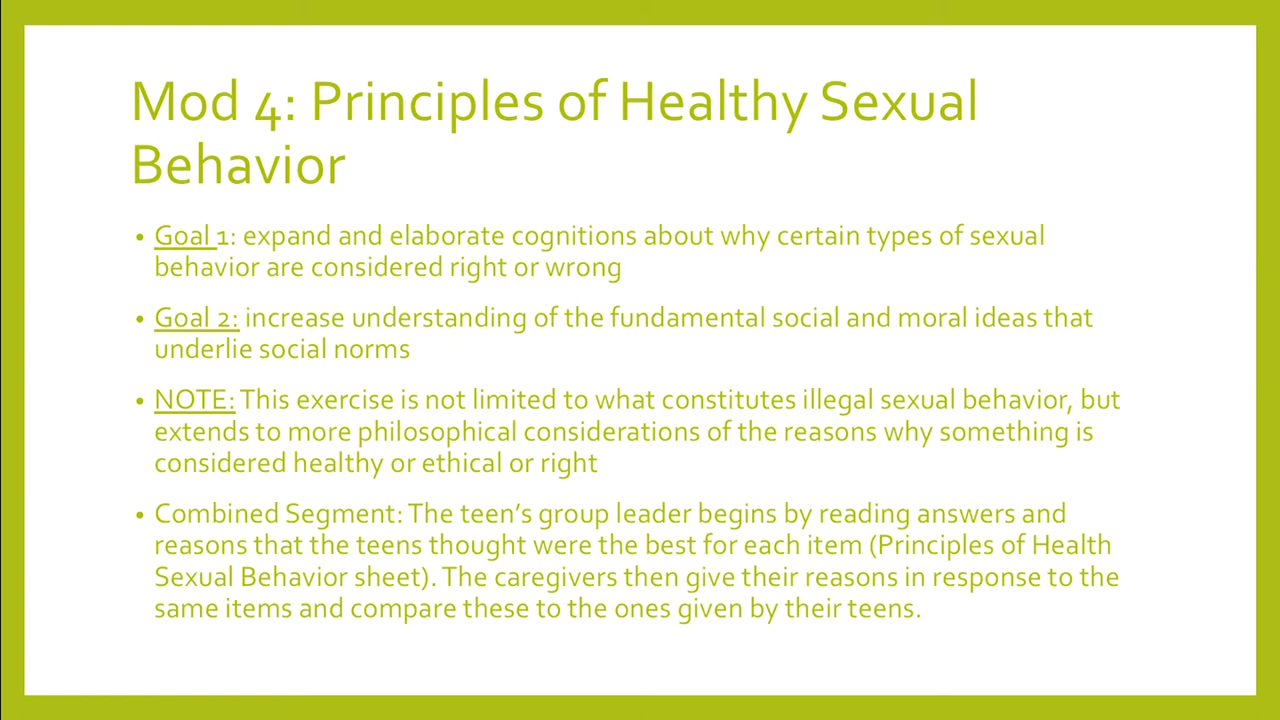 Mod 4: Principles of Healthy Sexual
Behavior
• Goal 1: expand and elaborate cognitions about why certain types of sexual
behavior are considered right or wrong
• Goal 2: increase understanding of the fundamental social and moral ideas that
underlie social norms
• NOTE: This exercise is not limited to what constitutes illegal sexual behavior, but
extends to more philosophical considerations of the reasons why something is
considered healthy or ethical or right
• Combined Segment: The teen’s group leader begins by reading answers and
reasons that the teens thought were the best for each item (Principles of Health
Sexual Behavior sheet). The caregivers then give their reasons in response to the
same items and compare these to the ones given by their teens.